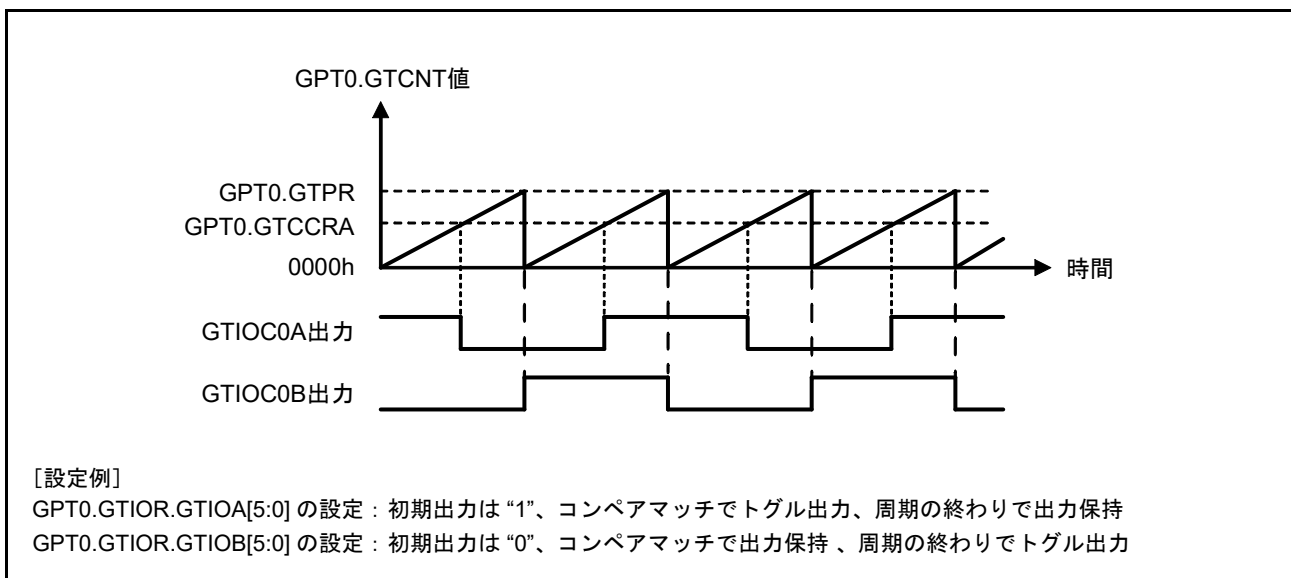 GPT0.GTCNT値
GPT0.GTPR
GPT0.GTCCRA
0000h
時間
GTIOC0A出力
GTIOC0B出力
[設定例]
GPT0.GTIOR.GTIOA[5:0] の設定：初期出力は “1”、コンペアマッチでトグル出力、周期の終わりで出力保持
GPT0.GTIOR.GTIOB[5:0] の設定：初期出力は “0”、コンペアマッチで出力保持 、周期の終わりでトグル出力